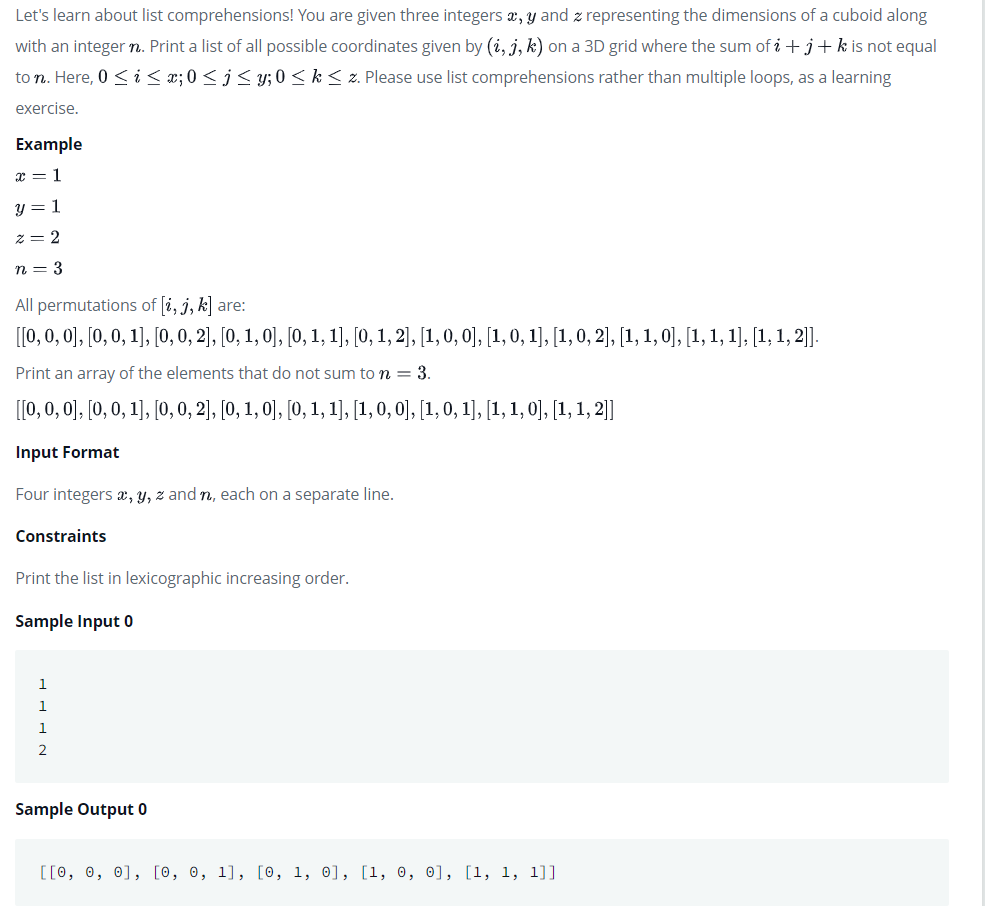 Let's learn about list comprehensions! You are given three integers x, y and z representing the dimensions of a cuboid along
with an integer n. Print a list of all possible coordinates given by (i, j, k) on a 3D grid where the sum of i + j + k is not equal
to n. Here, 0 ≤ i ≤ x; 0 ≤ j ≤ y; 0 ≤ k ≤ z. Please use list comprehensions rather than multiple loops, as a learning
exercise.
Example
x = 1
y = 1
z = 2
n = 3
All permutations of [i, j, k] are:
[[0, 0, 0], [0, 0, 1], [0, 0, 2], [0, 1, 0], [0, 1, 1], [0, 1, 2], [1, 0, 0], [1, 0, 1], [1, 0, 2], [1, 1, 0], [1, 1, 1], [1, 1, 2]].
Print an array of the elements that do not sum to n = 3.
[[0, 0, 0], [0, 0, 1], [0, 0, 2], [0, 1, 0], [0, 1, 1], [1, 0, 0], [1, 0, 1], [1, 1, 0], [1, 1, 2]]
Input Format
Four integers x, y, z and n, each on a separate line.
Constraints
Print the list in lexicographic increasing order.
Sample Input 0
1
1
1
2
Sample Output 0
[[0, 0, 0], [0, 0, 1], [0, 1, 0], [1, 0, 0], [1, 1, 1]]